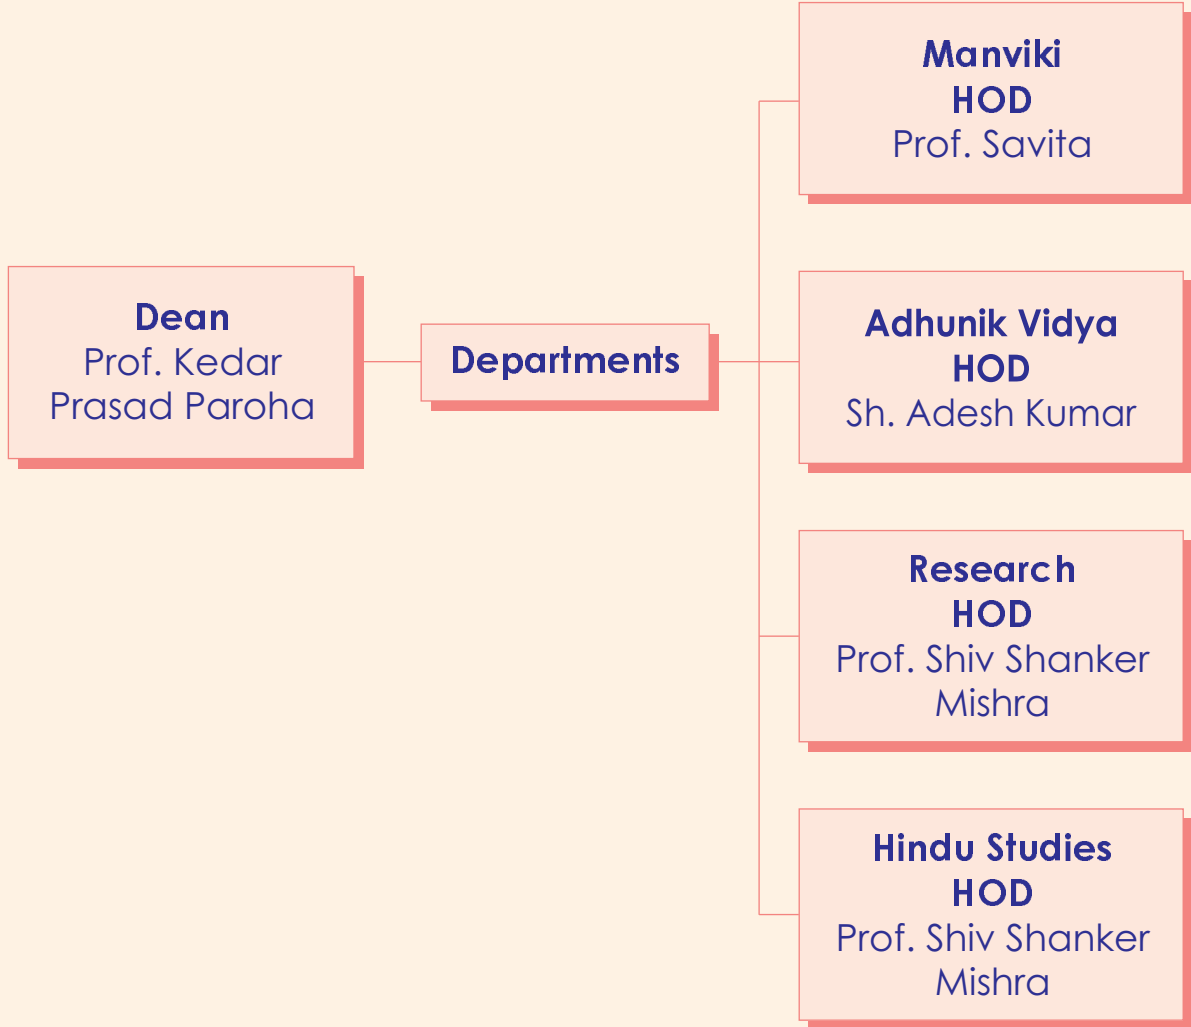 Dean
Prof. Kedar
Prasad Paroha
Departments
Manviki
HOD
Prof. Savita
Adhunik Vidya
HOD
Sh. Adesh Kumar
Research
HOD
Prof. Shiv Shanker
Mishra
Hindu Studies
HOD
Prof. Shiv Shanker
Mishra